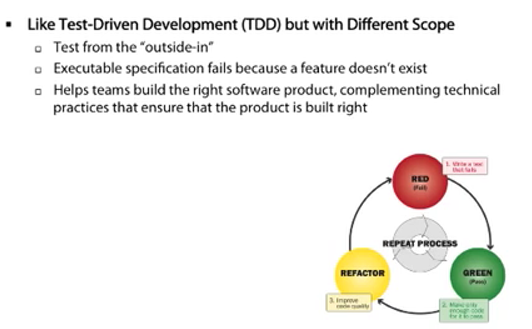 Like Test-Driven Development (TDD) but with Different Scope
Test from the “outside-in”
Executable specification fails because a feature doesn’t exist
Helps teams build the right software product, complementing technical
practices that ensure that the product is built right
RED
(Fail)
1. Write a test
that fails
REPEAT PROCESS
REFACTOR
GREEN
(Pass)
3. Improve
code quality
2. Make only
enough code
for it to pass